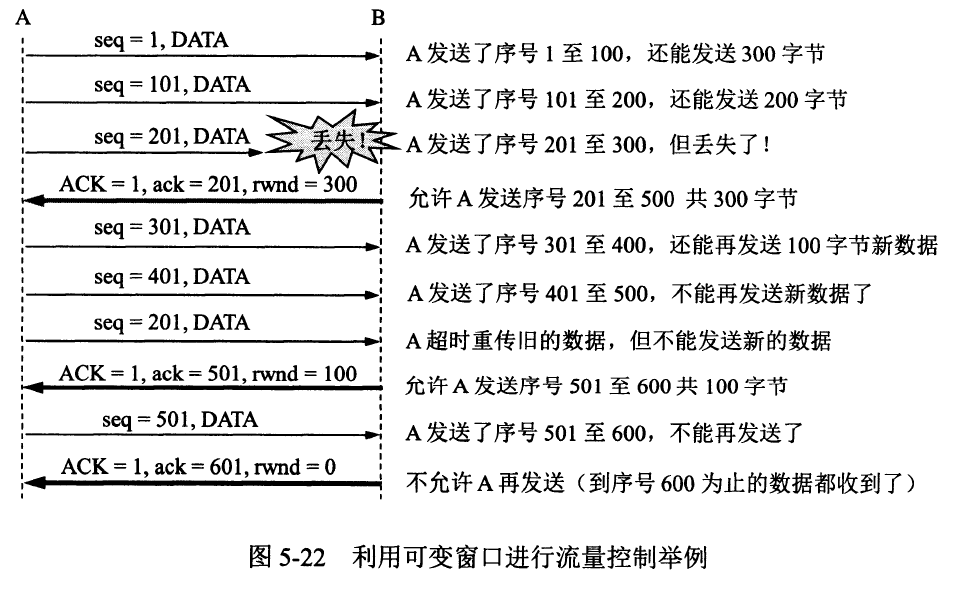 A B
seq = 1, DATA A 发送了序号 1 至 100，还能发送 300 字节
seq = 101, DATA A 发送了序号 101 至 200，还能发送 200 字节
seq = 201, DATA 丢失！ A 发送了序号 201 至 300，但丢失了！
ACK = 1, ack = 201, rwnd = 300 允许 A 发送序号 201 至 500 共 300 字节
seq = 301, DATA A 发送了序号 301 至 400，还能再发送 100 字节新数据
seq = 401, DATA A 发送了序号 401 至 500，不能再发送新数据了
seq = 201, DATA A 超时重传旧的数据，但不能发送新的数据
ACK = 1, ack = 501, rwnd = 100 允许 A 发送序号 501 至 600 共 100 字节
seq = 501, DATA A 发送了序号 501 至 600，不能再发送了
ACK = 1, ack = 601, rwnd = 0 不允许 A 再发送（到序号 600 为止的数据都收到了）
图 5-22 利用可变窗口进行流量控制举例